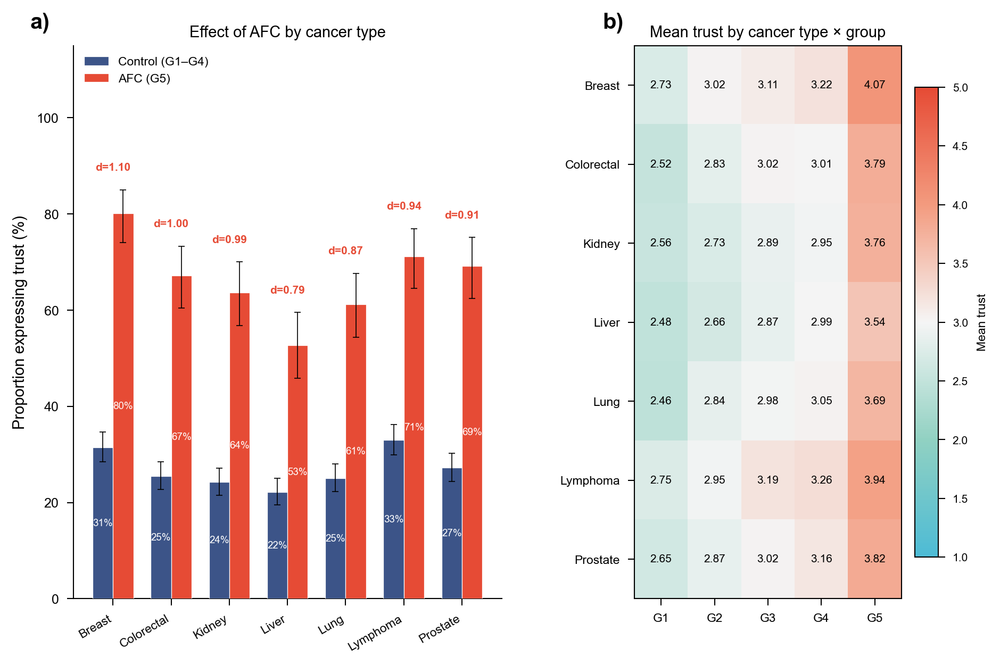 a)
Effect of AFC by cancer type
Control (G1–G4)
AFC (G5)
Proportion expressing trust (%)
100
80
60
40
20
0
d=1.10
d=1.00
d=0.99
d=0.79
d=0.87
d=0.94
d=0.91
31%
80%
25%
67%
24%
64%
22%
53%
25%
61%
33%
71%
27%
69%
Breast
Colorectal
Kidney
Liver
Lung
Lymphoma
Prostate
b)
Mean trust by cancer type × group
Breast 2.73 3.02 3.11 3.22 4.07
Colorectal 2.52 2.83 3.02 3.01 3.79
Kidney 2.56 2.73 2.89 2.95 3.76
Liver 2.48 2.66 2.87 2.99 3.54
Lung 2.46 2.84 2.98 3.05 3.69
Lymphoma 2.75 2.95 3.19 3.26 3.94
Prostate 2.65 2.87 3.02 3.16 3.82
G1 G2 G3 G4 G5
5.0
4.5
4.0
3.5
3.0
2.5
2.0
1.5
1.0
Mean trust